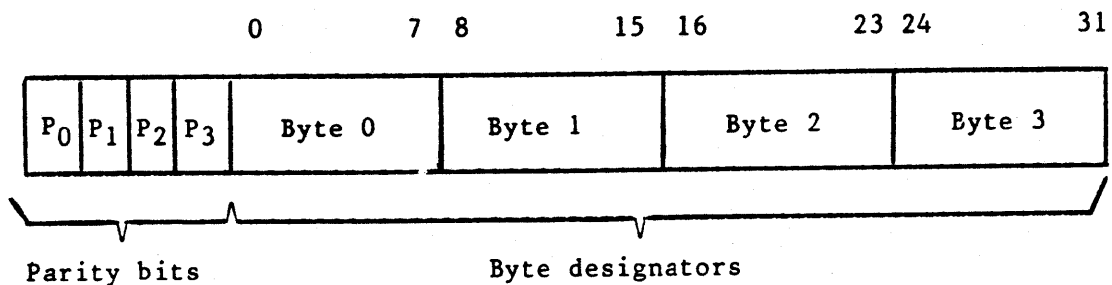 0 7 8 15 16 23 24 31
P0 P1 P2 P3 Byte 0 Byte 1 Byte 2 Byte 3
Parity bits Byte designators